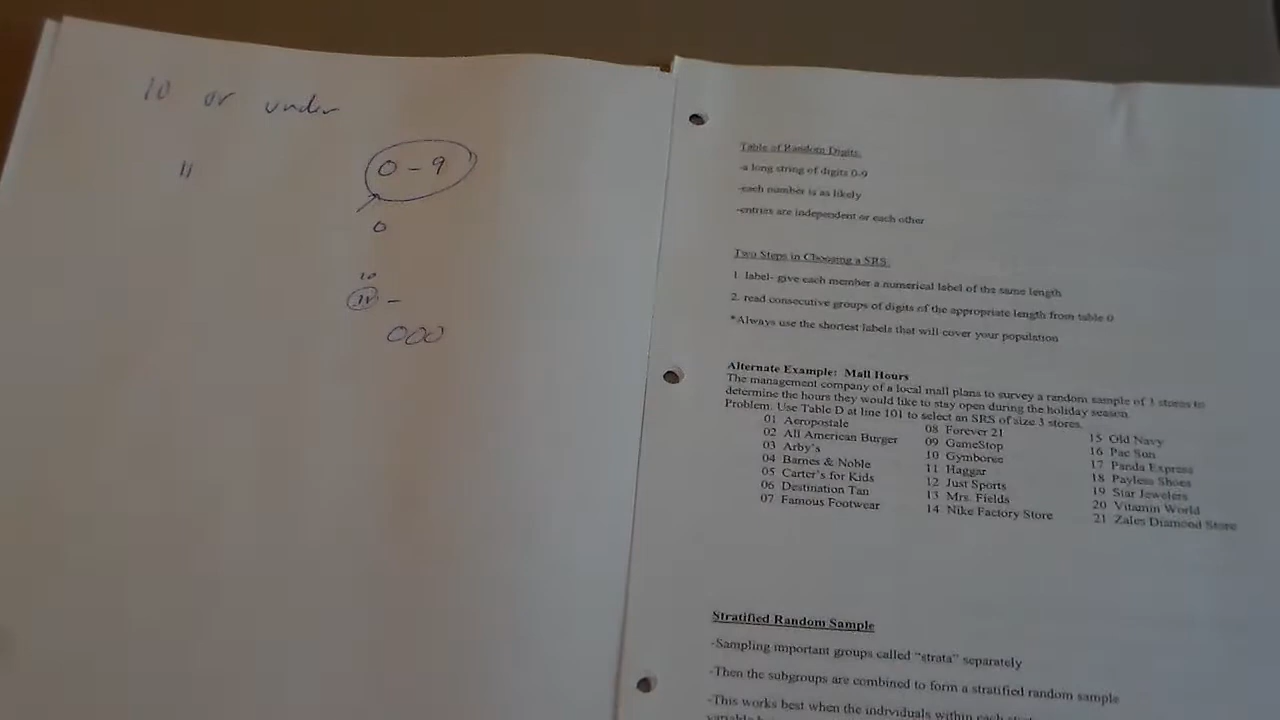 10 or under
11
0 - 9
0
10
-
000
Table of Random Digits
-a long string of digits 0-9
-each number is as likely
-entries are independent or each other
Two Steps in Choosing a SRS
1. label- give each member a numerical label of the same length
2. read consecutive groups of digits of the appropriate length from table
*Always use the shortest labels that will cover your population
Alternate Example: Mall Hours
The management company of a local mall plans to survey a random sample of 3 stores to
determine the hours they would like to stay open during the holiday season.
Problem. Use Table D at line 101 to select an SRS of size 3 stores.
01 Aeropostale
02 All American Burger
03 Arby's
04 Barnes & Noble
05 Carter's for Kids
06 Destination Tan
07 Famous Footwear
08 Forever 21
09 GameStop
10 Gymboree
11 Haggar
12 Just Sports
13 Mrs. Fields
14 Nike Factory Store
15 Old Navy
16 Pac Sun
17 Panda Express
18 Payless Shoes
19 Star Jewelers
20 Vitamin World
21 Zales Diamond Store
Stratified Random Sample
-Sampling important groups called "strata" separately
-Then the subgroups are combined to form a stratified random sample
-This works best when the individuals within each